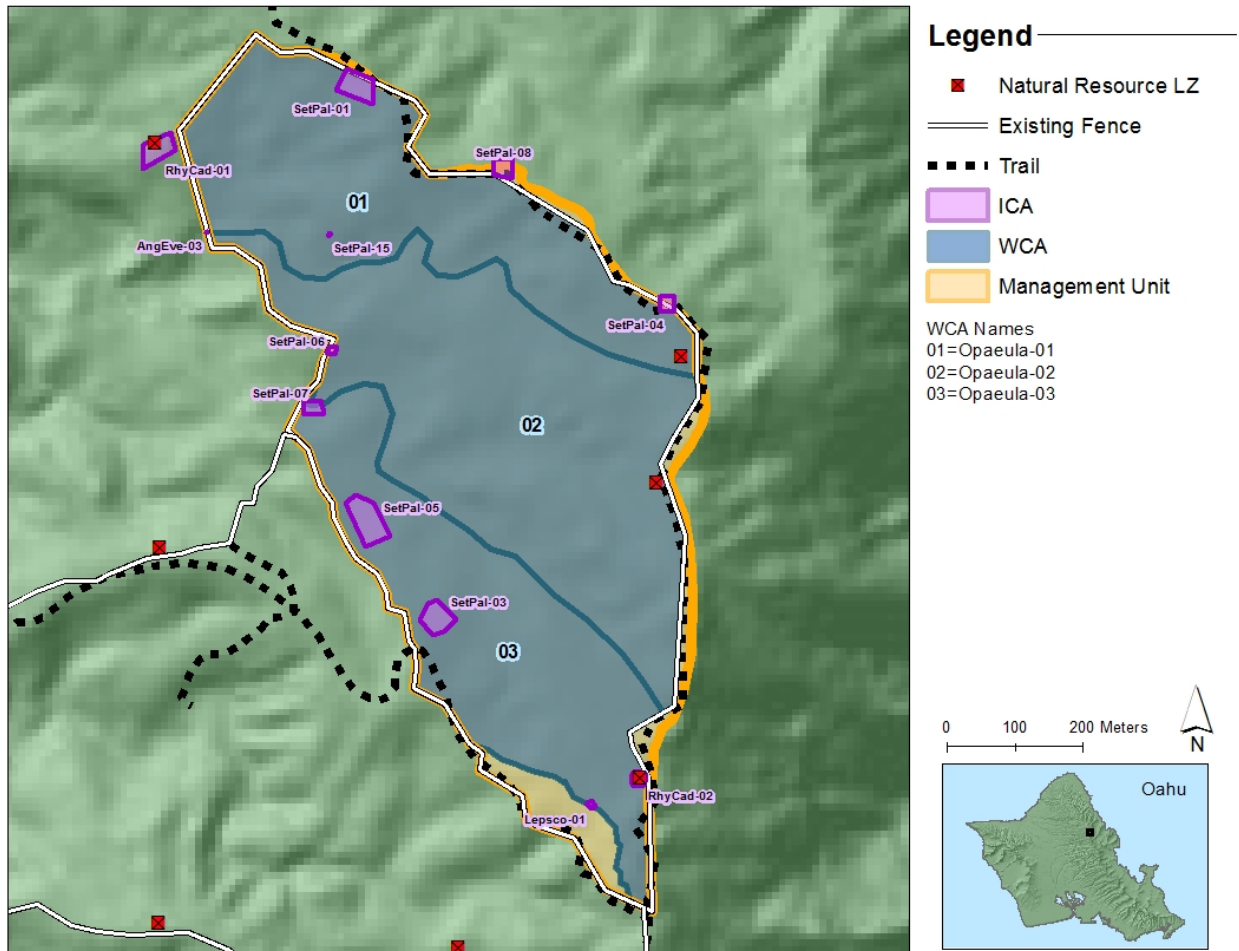 SetPal-01
SetPal-08
RhyCad-01
01
AngEve-03
SetPal-15
SetPal-04
SetPal-06
SetPal-07
02
SetPal-05
SetPal-03
03
RhyCad-02
Lepsco-01
Legend
Natural Resource LZ
Existing Fence
Trail
ICA
WCA
Management Unit
WCA Names
01=Opaeula-01
02=Opaeula-02
03=Opaeula-03
0 100 200 Meters
N
Oahu